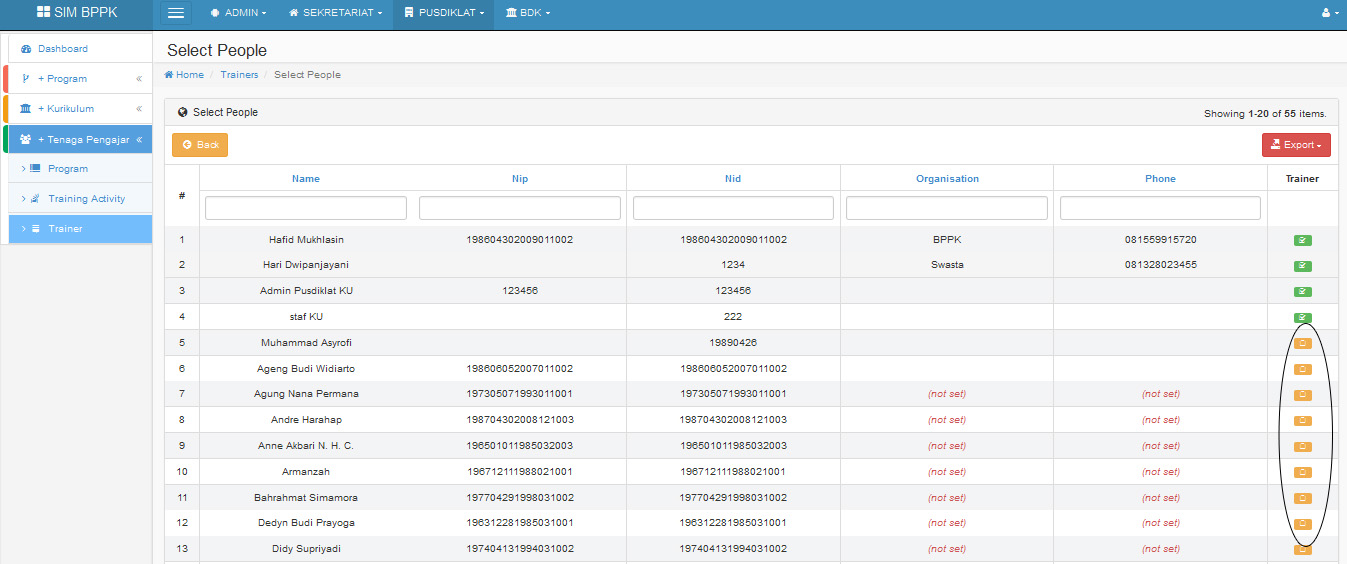 SIM BPPK
ADMIN
SEKRETARIAT
PUSDIKLAT
BDK
Dashboard
+ Program
+ Kurikulum
+ Tenaga Pengajar
Program
Training Activity
Trainer
Select People
Home / Trainers / Select People
Select People
Showing 1-20 of 55 items.
Back
Export
# Name Nip Nid Organisation Phone Trainer
1 Hafid Mukhlasin 198604302009011002 198604302009011002 BPPK 081559915720
2 Hari Dwipanjayani 1234 Swasta 081328023455
3 Admin Pusdiklat KU 123456 123456
4 staf KU 222
5 Muhammad Asyrofi 19890426
6 Ageng Budi Widiarto 198606052007011002 198606052007011002
7 Agung Nana Permana 197305071993011001 197305071993011001 (not set) (not set)
8 Andre Harahap 198704302008121003 198704302008121003 (not set) (not set)
9 Anne Akbari N. H. C. 196501011985032003 196501011985032003 (not set) (not set)
10 Armanzah 196712111988021001 196712111988021001 (not set) (not set)
11 Bahrahmat Simamora 197704291998031002 197704291998031002 (not set) (not set)
12 Dedyn Budi Prayoga 196312281985031001 196312281985031001 (not set) (not set)
13 Didy Supriyadi 197404131994031002 197404131994031002 (not set) (not set)